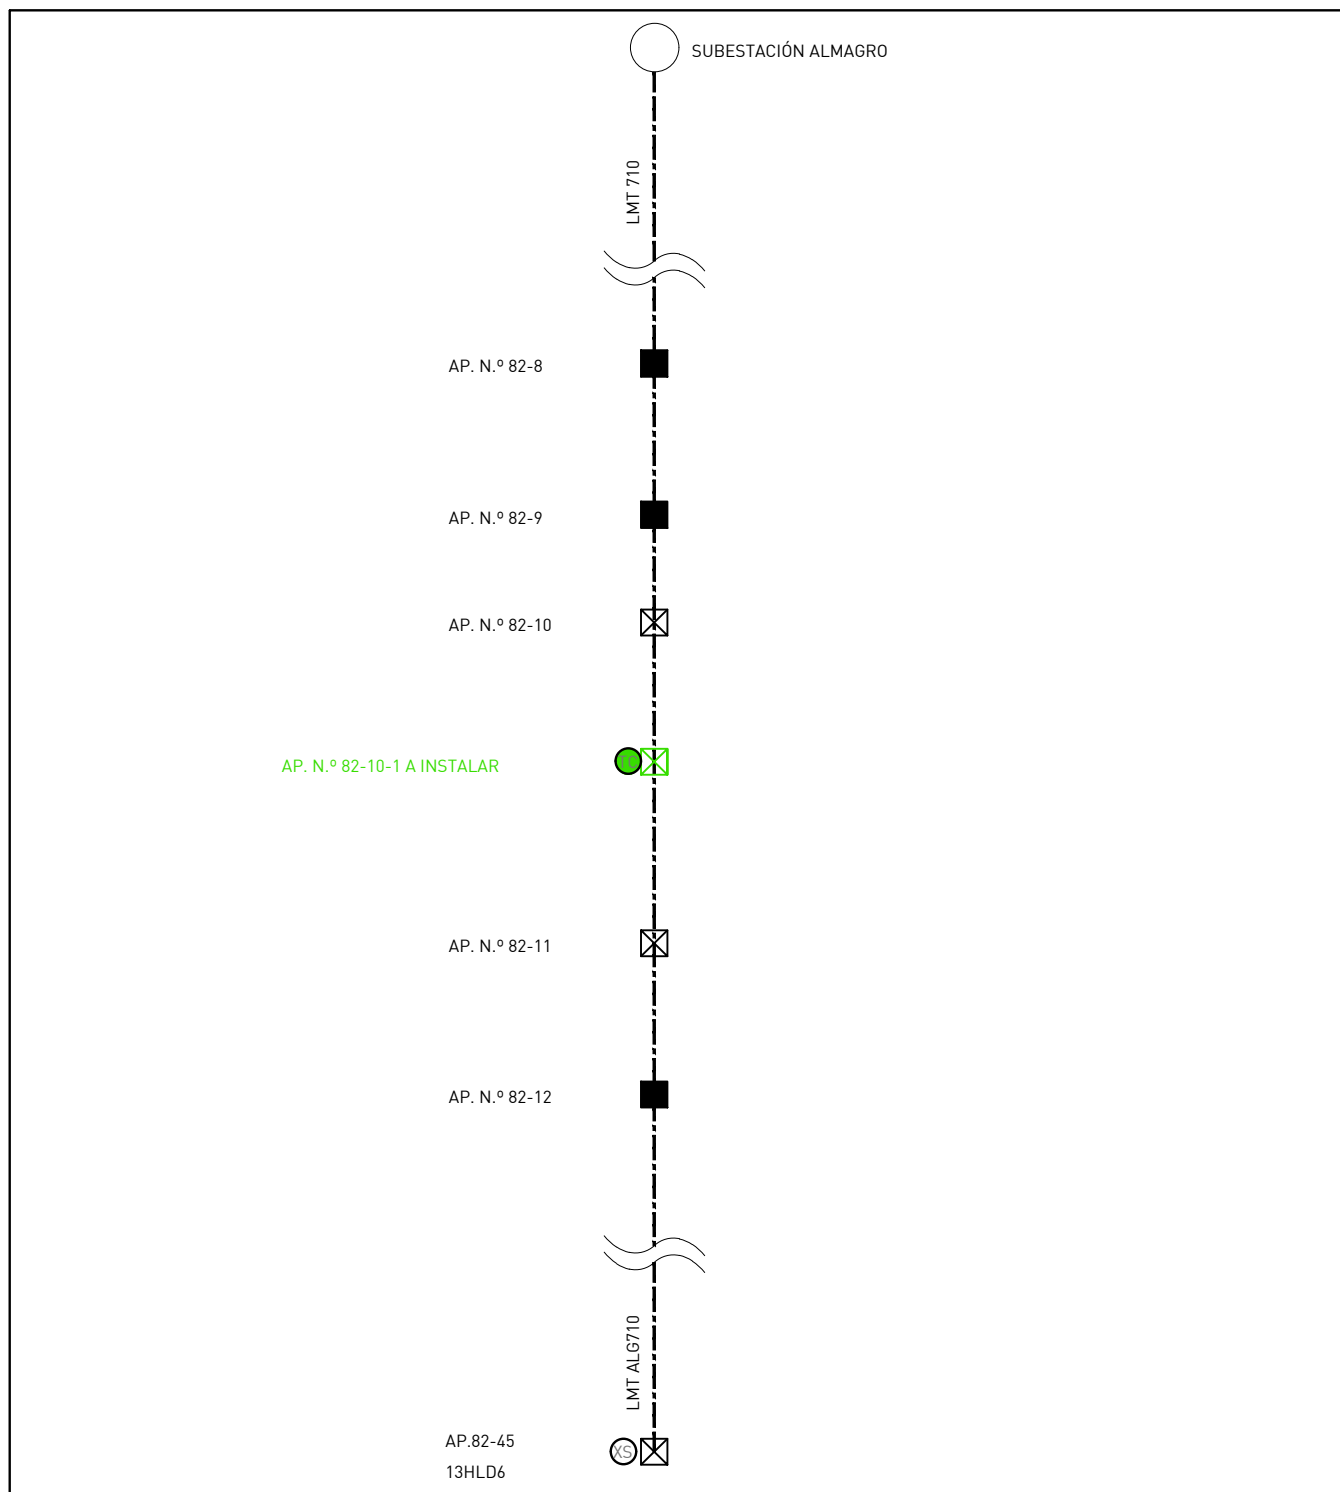 SUBESTACIÓN ALMAGRO
LMT 710
AP. N.º 82-8
AP. N.º 82-9
AP. N.º 82-10
TC
AP. N.º 82-10-1 A INSTALAR
AP. N.º 82-11
AP. N.º 82-12
LMT ALG710
AP.82-45
XS
13HLD6